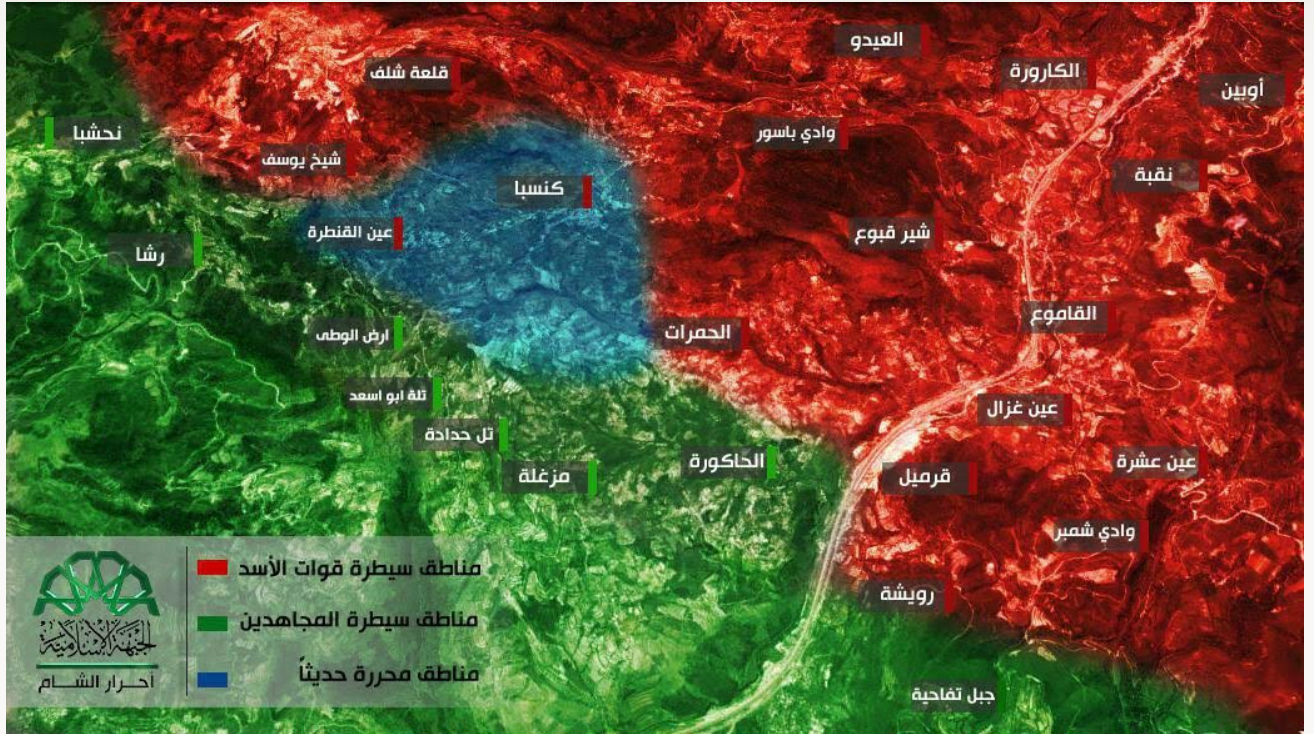 العيدو
الكارورة
أوبين
قلعة شلف
نحشبا
وادي باسور
شيخ يوسف
نقبة
كنسبا
عين القنطرة
شير قبوع
رشا
القاموع
الحمرات
ارض الوطى
تلة ابو اسعد
عين غزال
تل حدادة
الحاكورة
عين عشرة
مزغلة
قرميل
وادي شمبر
رويشة
جبل تفاحية
مناطق سيطرة قوات الأسد
مناطق سيطرة المجاهدين
مناطق محررة حديثاً
الجبهة الإسلامية
أحرار الشام